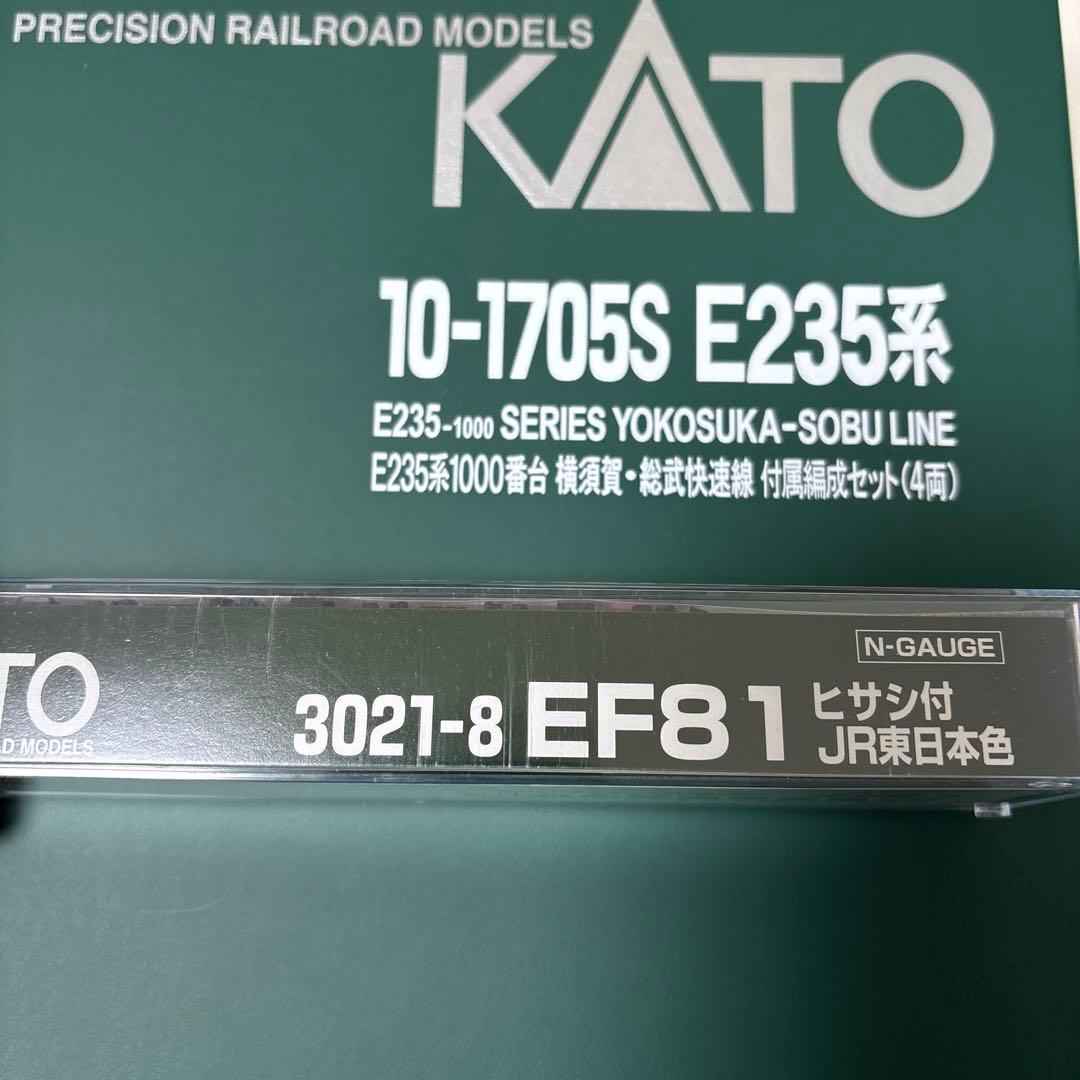 PRECISION RAILROAD MODELS
KATO
10-1705S E235系
E235-1000 SERIES YOKOSUKA-SOBU LINE
E235系1000番台 横須賀・総武快速線 付属編成セット(4両)
N-GAUGE
TO
AD MODELS
3021-8 EF81 ヒサシ付
JR東日本色